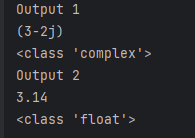 Output 1
(3-2j)
<class 'complex'>
Output 2
3.14
<class 'float'>